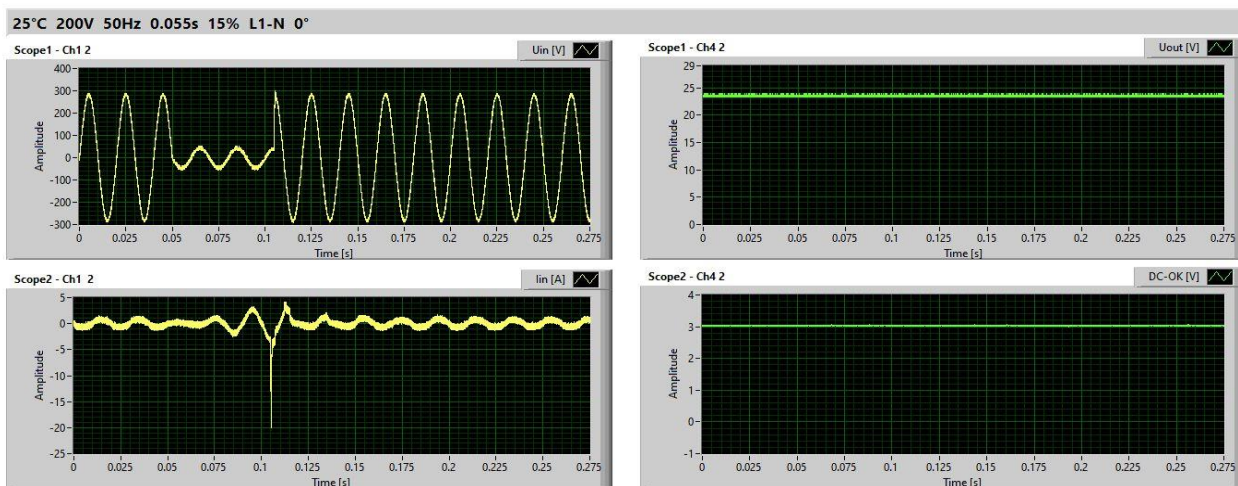 25°C 200V 50Hz 0.055s 15% L1-N 0°
Scope1 - Ch1 2
Uin [V]
400
300
200
100
0
-100
-200
-300
Amplitude
0 0.025 0.05 0.075 0.1 0.125 0.15 0.175 0.2 0.225 0.25 0.275
Time [s]
Scope1 - Ch4 2
Uout [V]
29
25
20
15
10
5
0
Amplitude
0 0.025 0.05 0.075 0.1 0.125 0.15 0.175 0.2 0.225 0.25 0.275
Time [s]
Scope2 - Ch1 2
Iin [A]
5
0
-5
-10
-15
-20
-25
Amplitude
0 0.025 0.05 0.075 0.1 0.125 0.15 0.175 0.2 0.225 0.25 0.275
Time [s]
Scope2 - Ch4 2
DC-OK [V]
4
3
2
1
0
-1
Amplitude
0 0.025 0.05 0.075 0.1 0.125 0.15 0.175 0.2 0.225 0.25 0.275
Time [s]